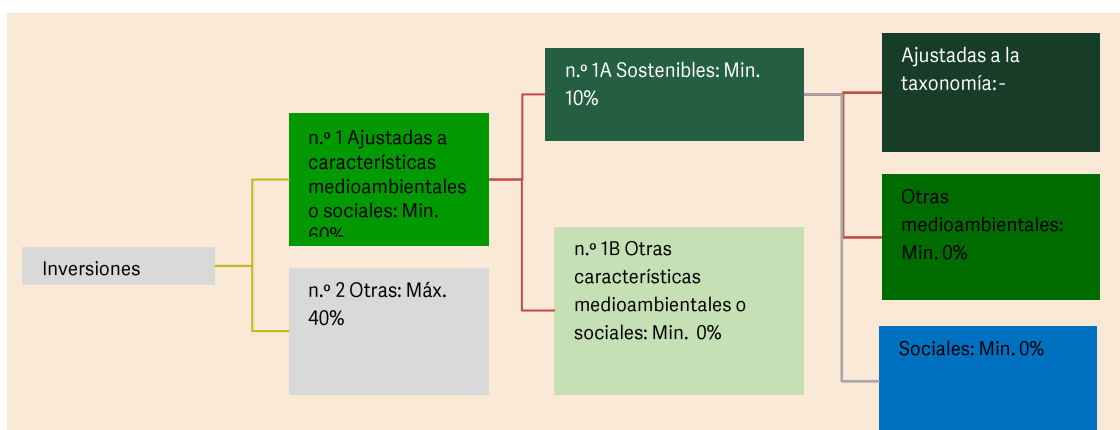 Inversiones
n.º 1 Ajustadas a
características
medioambientales
o sociales: Min.
60%
n.º 2 Otras: Máx.
40%
n.º 1A Sostenibles: Min.
10%
n.º 1B Otras
características
medioambientales o
sociales: Min.  0%
Ajustadas a la
taxonomía:-
Otras
medioambientales:
Min. 0%
Sociales: Min. 0%